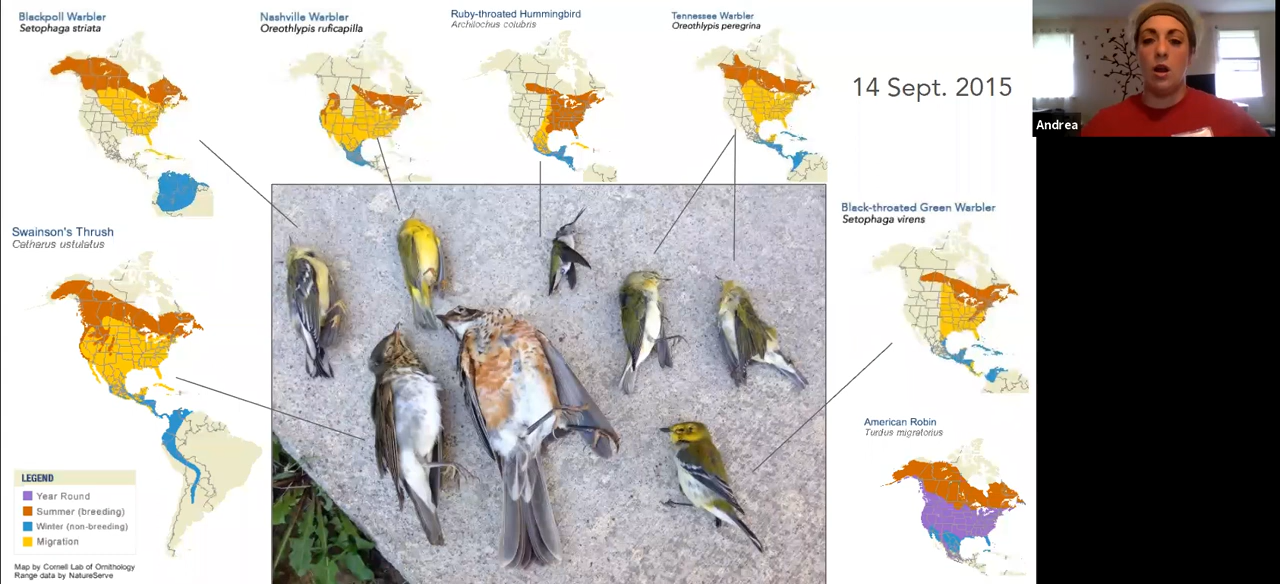 Blackpoll Warbler
Setophaga striata
Nashville Warbler
Oreothlypis ruficapilla
Ruby-throated Hummingbird
Archilochus colubris
Tennessee Warbler
Oreothlypis peregrina
14 Sept. 2015
Andrea
Swainson's Thrush
Catharus ustulatus
Black-throated Green Warbler
Setophaga virens
American Robin
Turdus migratorius
LEGEND
Year Round
Summer (breeding)
Winter (non-breeding)
Migration
Map by Cornell Lab of Ornithology
Range data by NatureServe